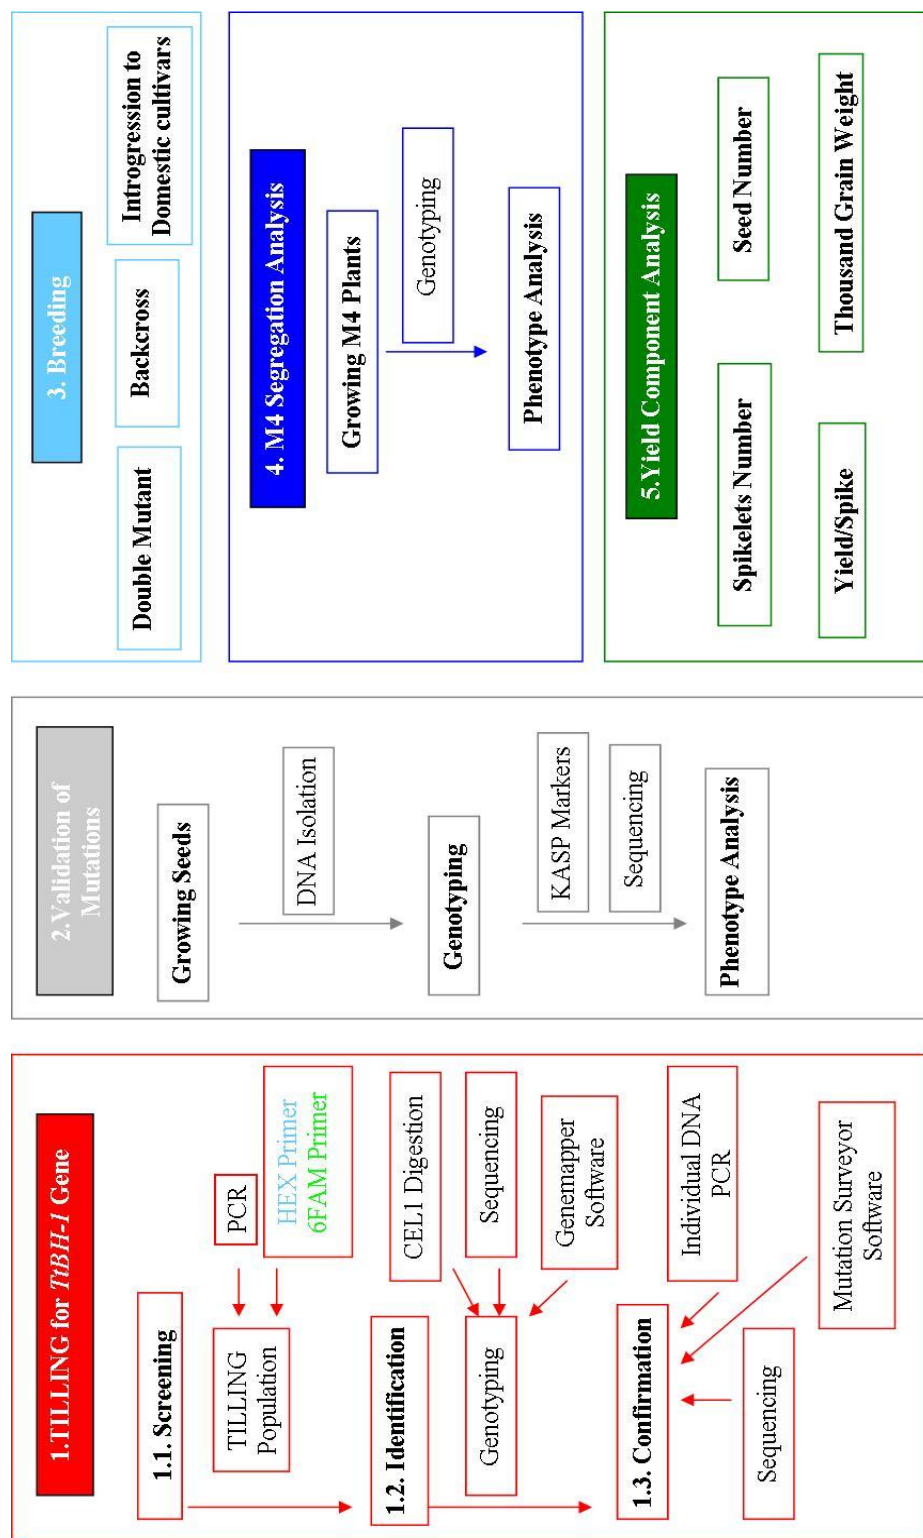 1.TILLING for TtBH-1 Gene
1.1. Screening
PCR
HEX Primer
6FAM Primer
TILLING
Population
1.2. Identification
CEL1 Digestion
Sequencing
Genemapper
Software
Genotyping
1.3. Confirmation
Individual DNA
PCR
Mutation Surveyor
Software
Sequencing
2.Validation of
Mutations
Growing Seeds
DNA Isolation
Genotyping
KASP Markers
Sequencing
Phenotype Analysis
3. Breeding
Double Mutant
Backcross
Introgression to
Domestic cultivars
4. M4 Segregation Analysis
Growing M4 Plants
Genotyping
Phenotype Analysis
5.Yield Component Analysis
Spikelets Number
Seed Number
Yield/Spike
Thousand Grain Weight